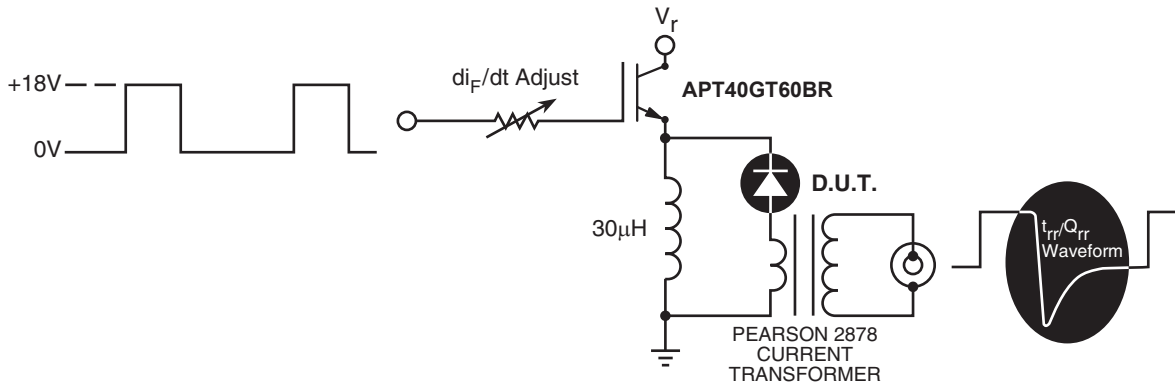 V_r
+18V
0V
di_F/dt Adjust
APT40GT60BR
30μH
D.U.T.
t_rr/Q_rr
Waveform
PEARSON 2878
CURRENT
TRANSFORMER